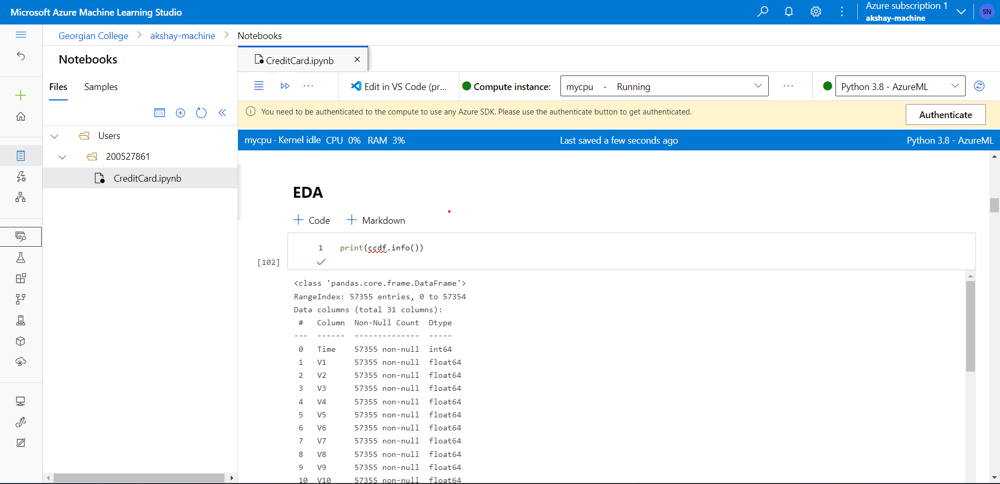 Microsoft Azure Machine Learning Studio
Azure subscription 1
akshay-machine
SN
Georgian College > akshay-machine > Notebooks
Notebooks
Files Samples
Users
200527861
CreditCard.ipynb
CreditCard.ipynb
Edit in VS Code (pr...
Compute instance:
mycpu - Running
Python 3.8 - AzureML
You need to be authenticated to the compute to use any Azure SDK. Please use the authenticate button to get authenticated.
Authenticate
mycpu · Kernel idle CPU 0% RAM 3%
Last saved a few seconds ago
Python 3.8 - AzureML
EDA
+ Code + Markdown
1 print(ccdf.info())
[102]
<class 'pandas.core.frame.DataFrame'>
RangeIndex: 57355 entries, 0 to 57354
Data columns (total 31 columns):
# Column Non-Null Count Dtype
--- ------ -------------- -----
0 Time 57355 non-null int64
1 V1 57355 non-null float64
2 V2 57355 non-null float64
3 V3 57355 non-null float64
4 V4 57355 non-null float64
5 V5 57355 non-null float64
6 V6 57355 non-null float64
7 V7 57355 non-null float64
8 V8 57355 non-null float64
9 V9 57355 non-null float64
10 V10 57355 non-null float64